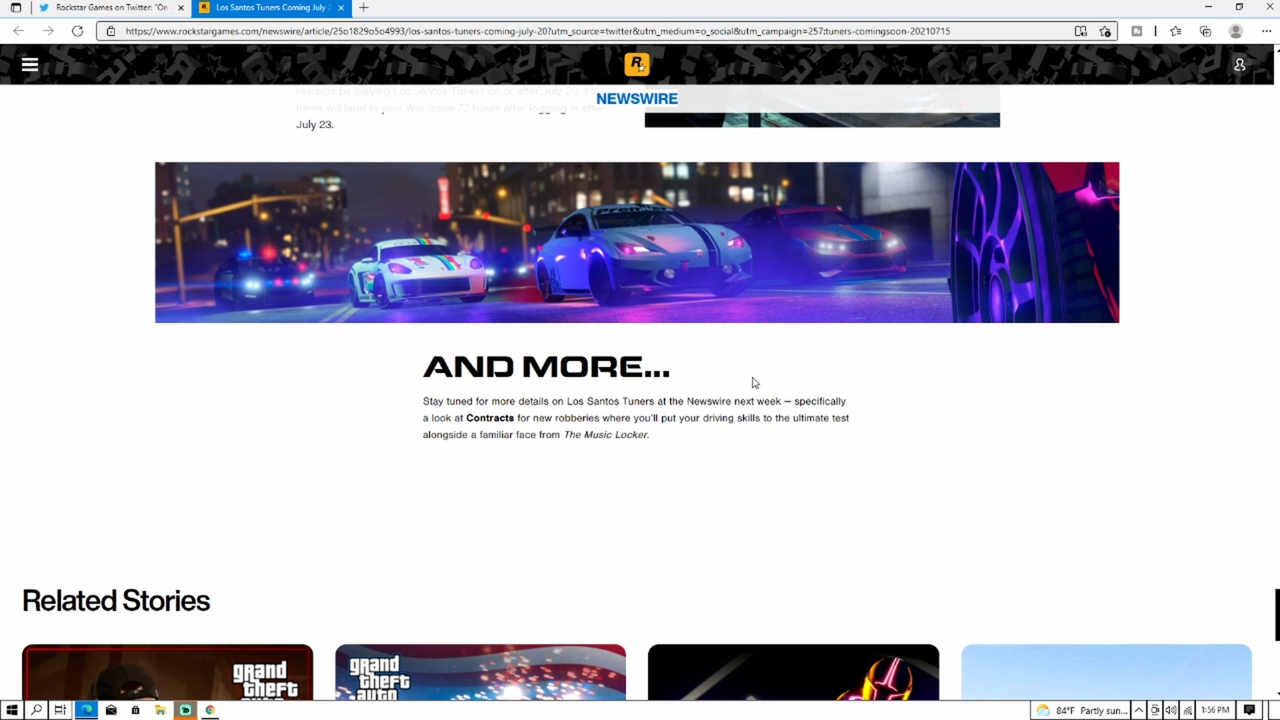 Rockstar Games on Twitter: "On
Los Santos Tuners Coming July 2
https://www.rockstargames.com/newswire/article/25o1829o5o4993/los-santos-tuners-coming-july-20?utm_source=twitter&utm_medium=o_social&utm_campaign=257:tuners-comingsoon-20210715
R
NEWSWIRE
rewards by playing Los Santos Tuners on or after July 20. Yo
items will land in your Wardrobe 72 hours after logging in afte
July 23.
AND MORE...
Stay tuned for more details on Los Santos Tuners at the Newswire next week — specifically
a look at Contracts for new robberies where you'll put your driving skills to the ultimate test
alongside a familiar face from The Music Locker.
Related Stories
grand
theft
grand
theft
auto
84°F Partly sun...
1:56 PM